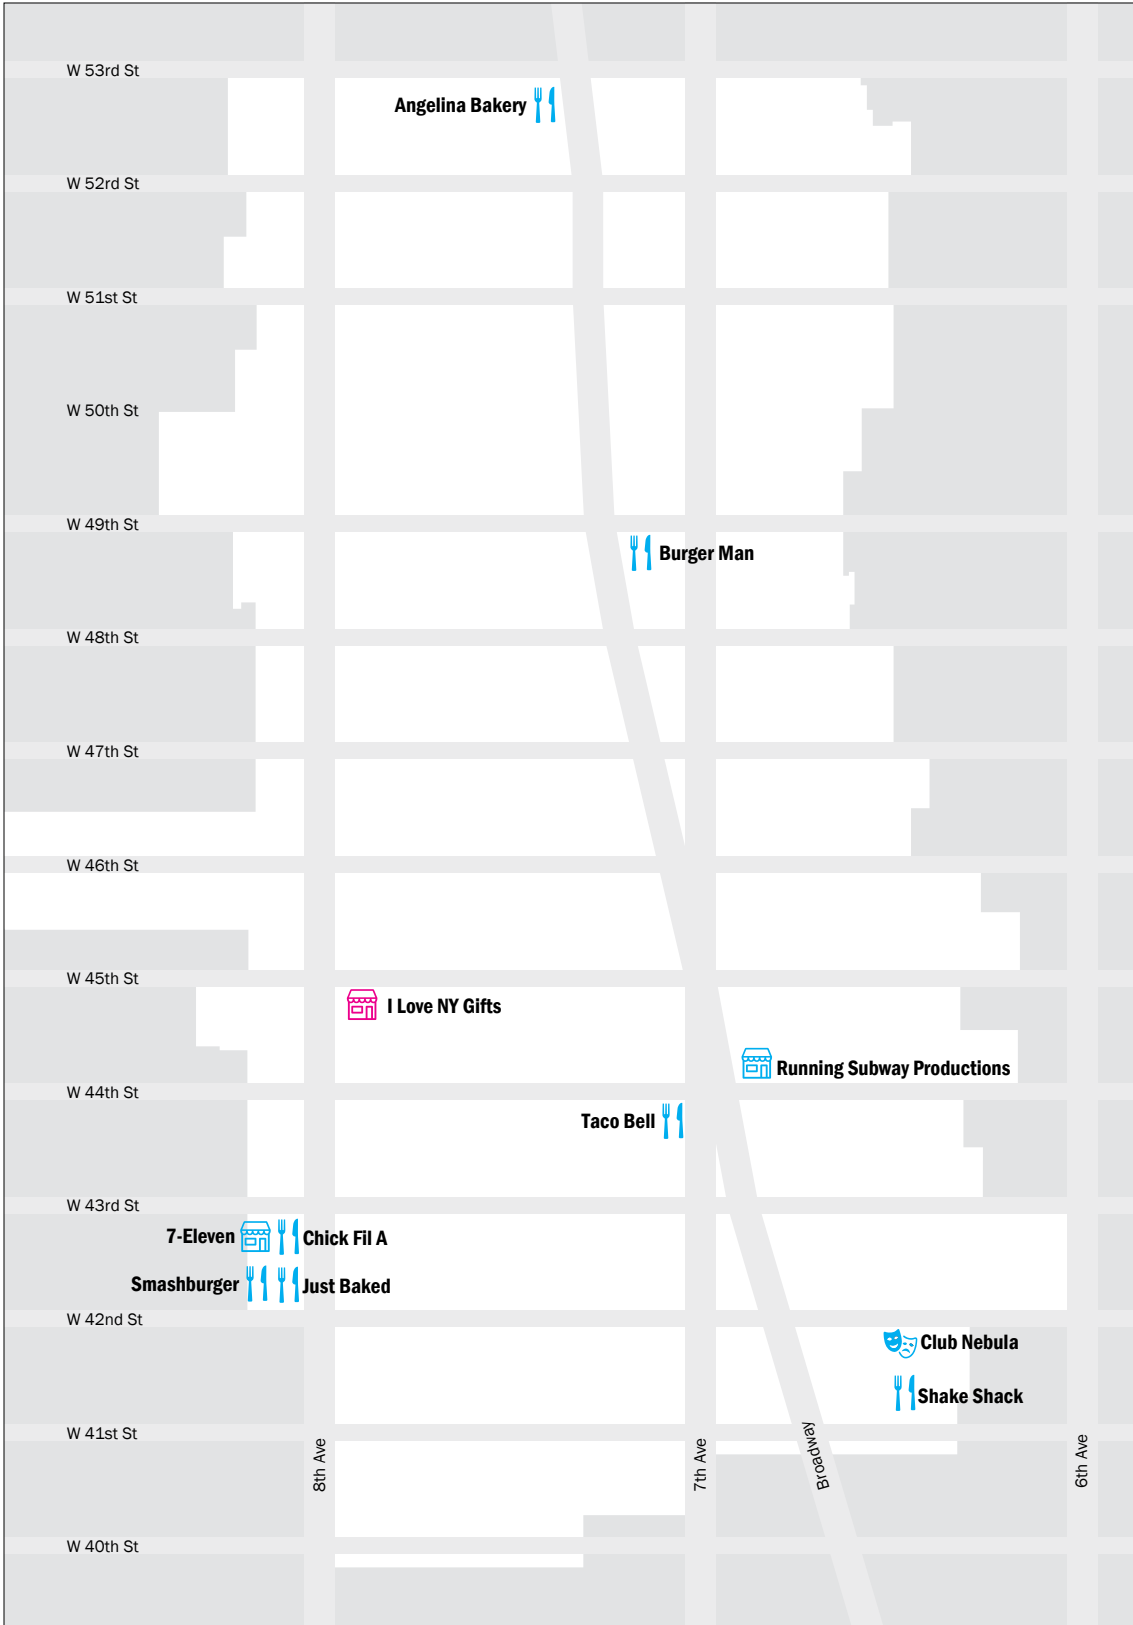 W 53rd St
Angelina Bakery
W 52rd St
W 51st St
W 50th St
W 49th St
Burger Man
W 48th St
W 47th St
W 46th St
W 45th St
I Love NY Gifts
Running Subway Productions
W 44th St
Taco Bell
W 43rd St
7-Eleven
Chick Fil A
Smashburger
Just Baked
W 42nd St
Club Nebula
Shake Shack
W 41st St
8th Ave
7th Ave
Broadway
6th Ave
W 40th St